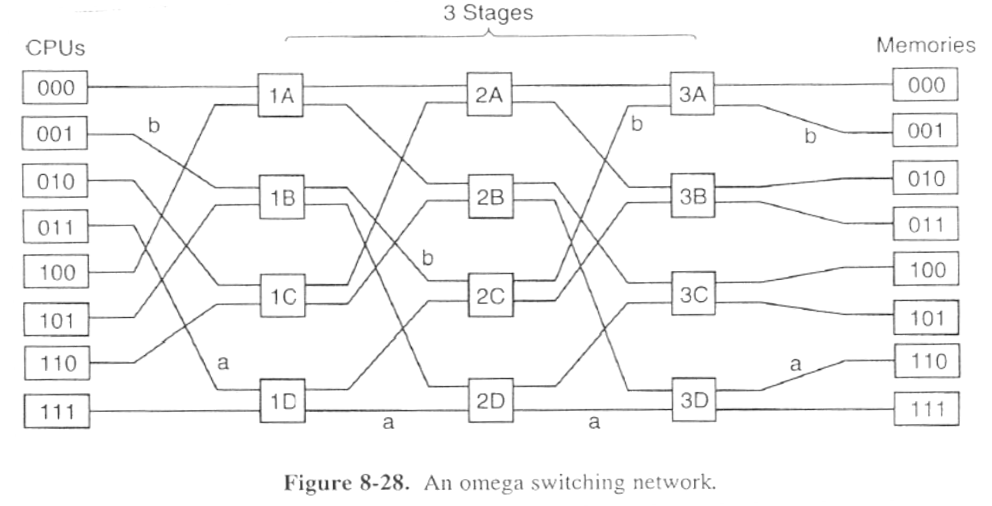 3 Stages
CPUs
Memories
000 1A 2A 3A 000
b b b
001 001
010 1B 2B 3B 010
011 011
b
100 1C 2C 3C 100
101 101
110 a a 110
111 1D 2D 3D 111
a a
Figure 8-28. An omega switching network.